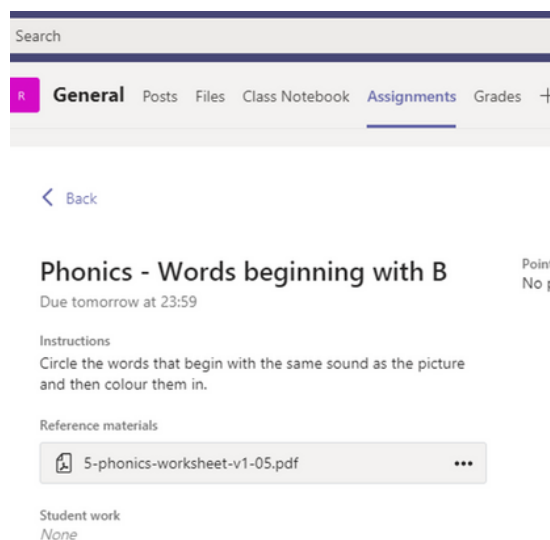 Search
R General Posts Files Class Notebook Assignments Grades +
Back
Phonics - Words beginning with B
Due tomorrow at 23:59
Poin
No p
Instructions
Circle the words that begin with the same sound as the picture
and then colour them in.
Reference materials
5-phonics-worksheet-v1-05.pdf
Student work
None